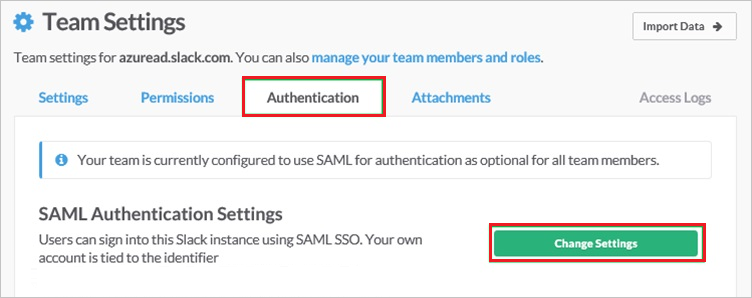 Team Settings
Import Data
Team settings for azuread.slack.com. You can also manage your team members and roles.
Settings
Permissions
Authentication
Attachments
Access Logs
Your team is currently configured to use SAML for authentication as optional for all team members.
SAML Authentication Settings
Users can sign into this Slack instance using SAML SSO. Your own
account is tied to the identifier
Change Settings